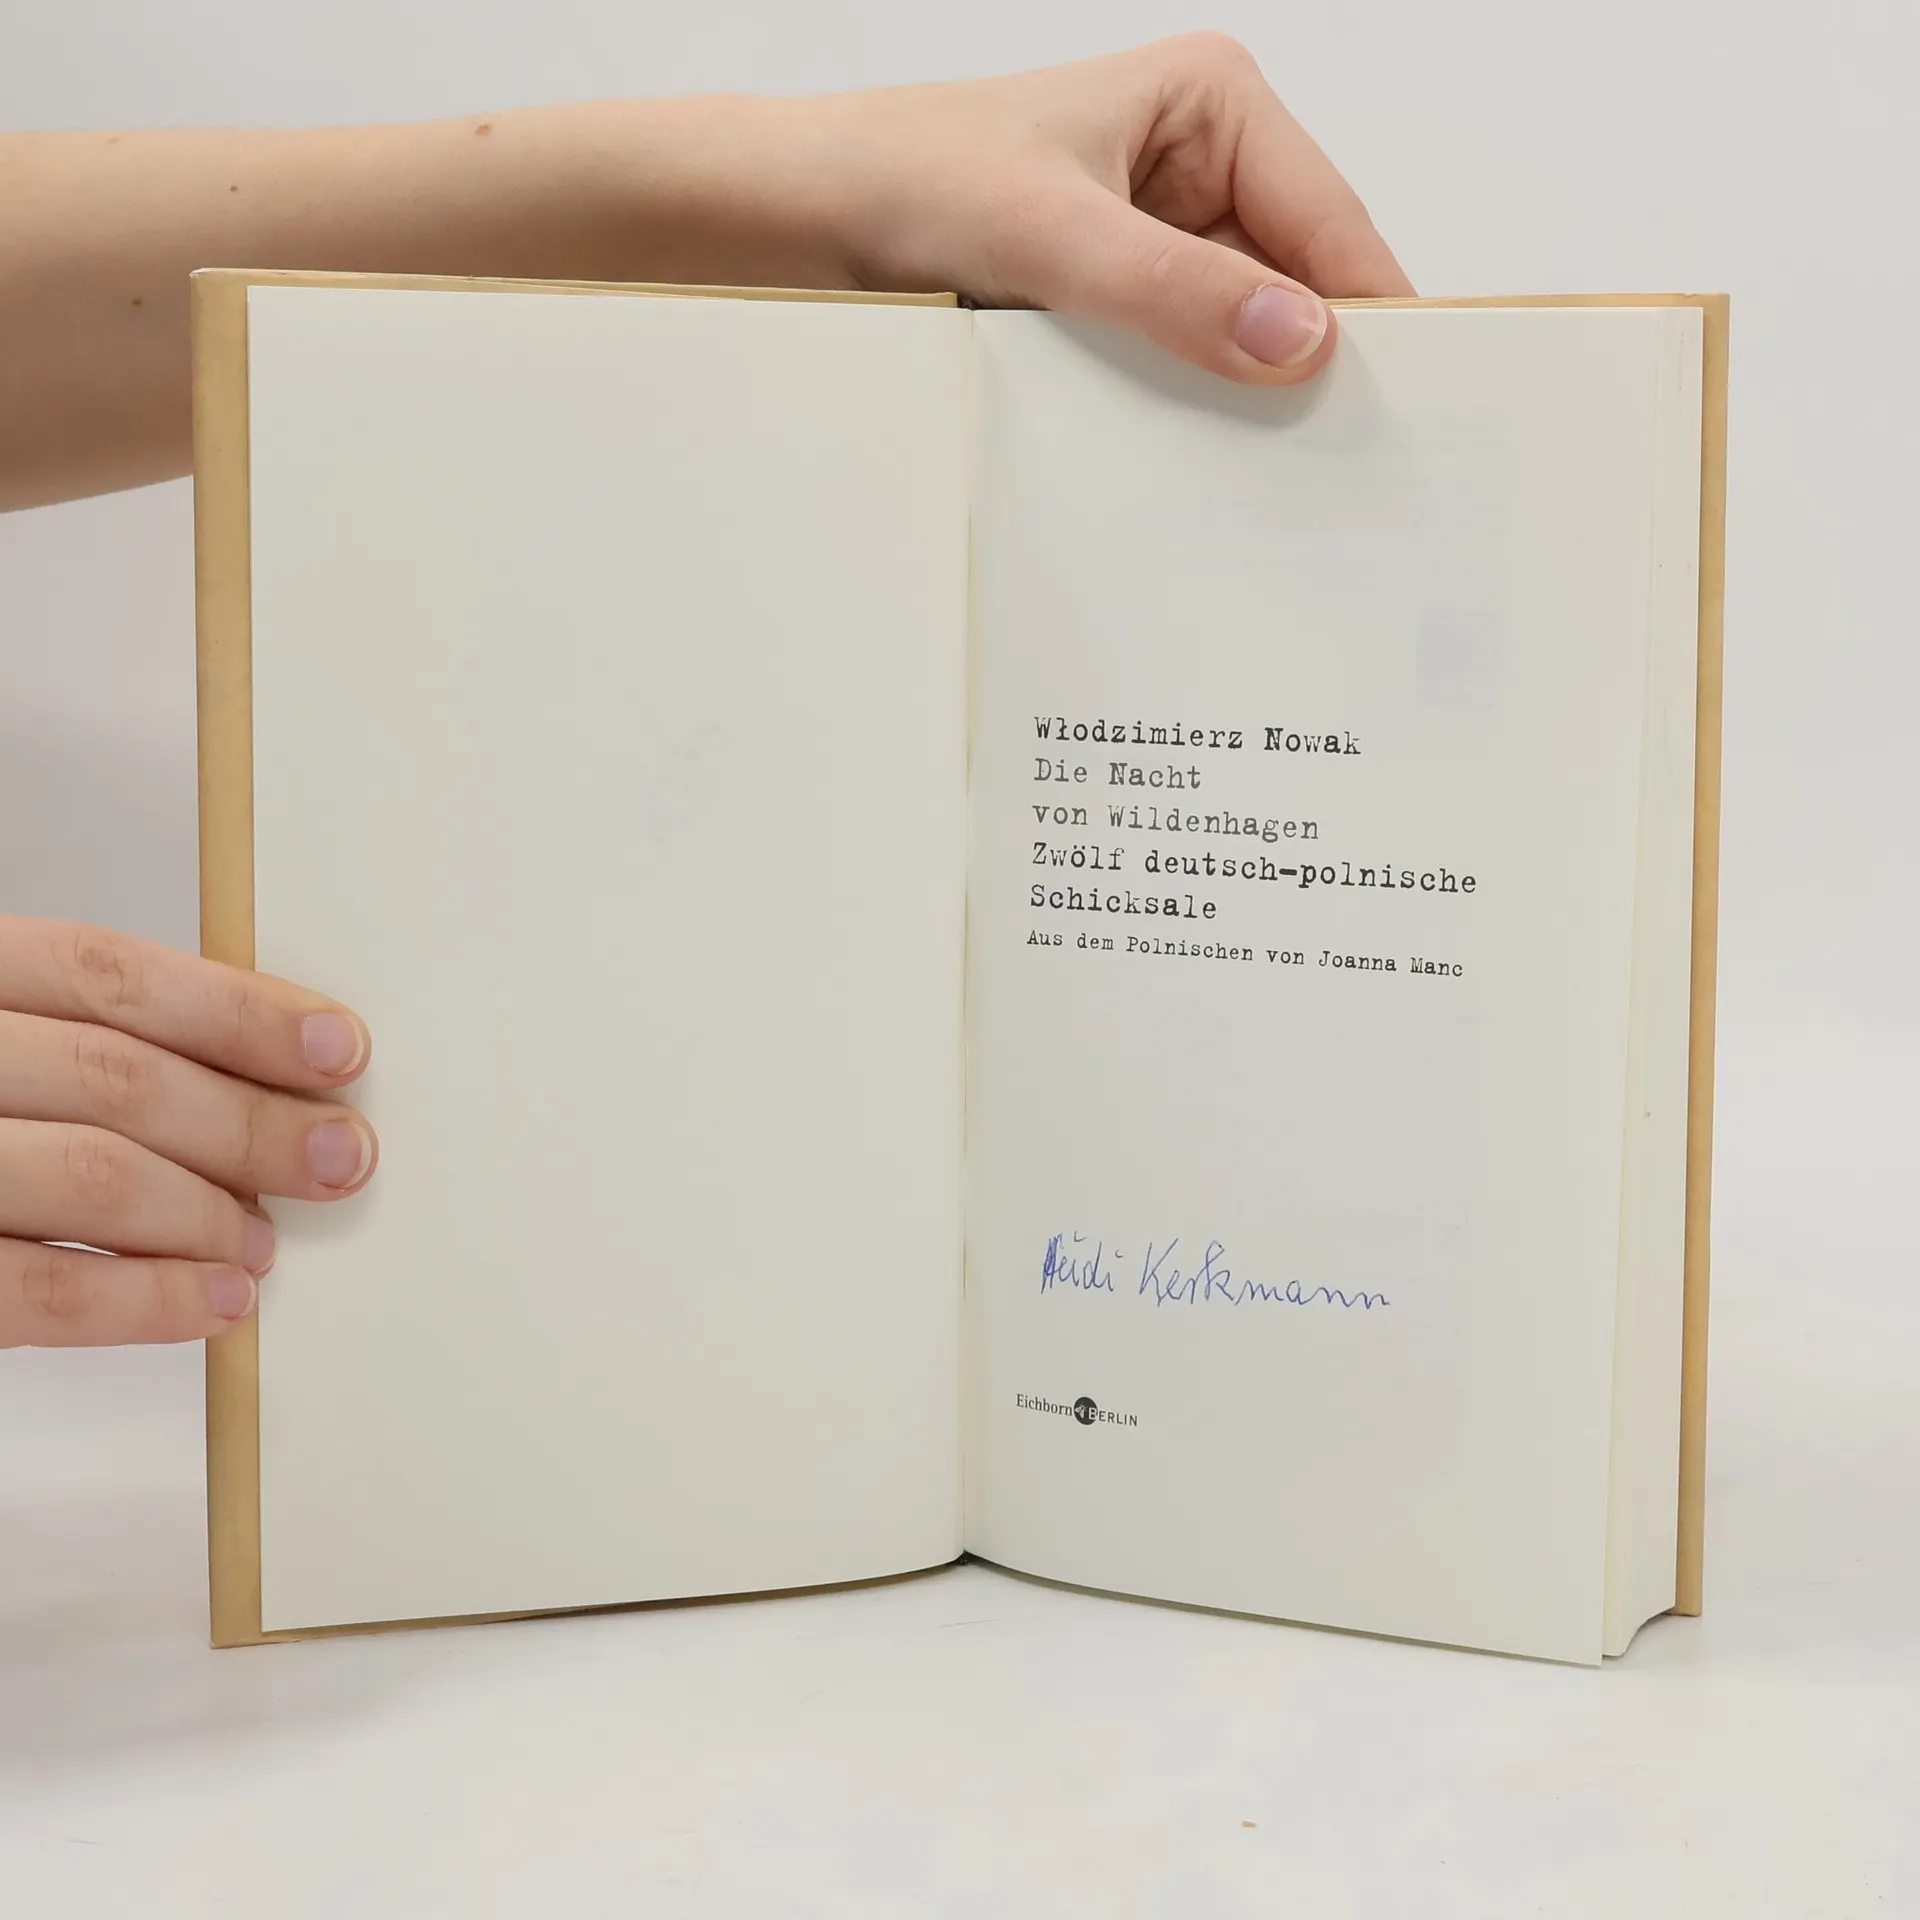 Włodzimierz Nowak
Die Nacht
von Wildenhagen
Zwölf deutsch-polnische
Schicksale
Aus dem Polnischen von Joanna Manc
Heidi Kerkmann
Eichborn BERLIN